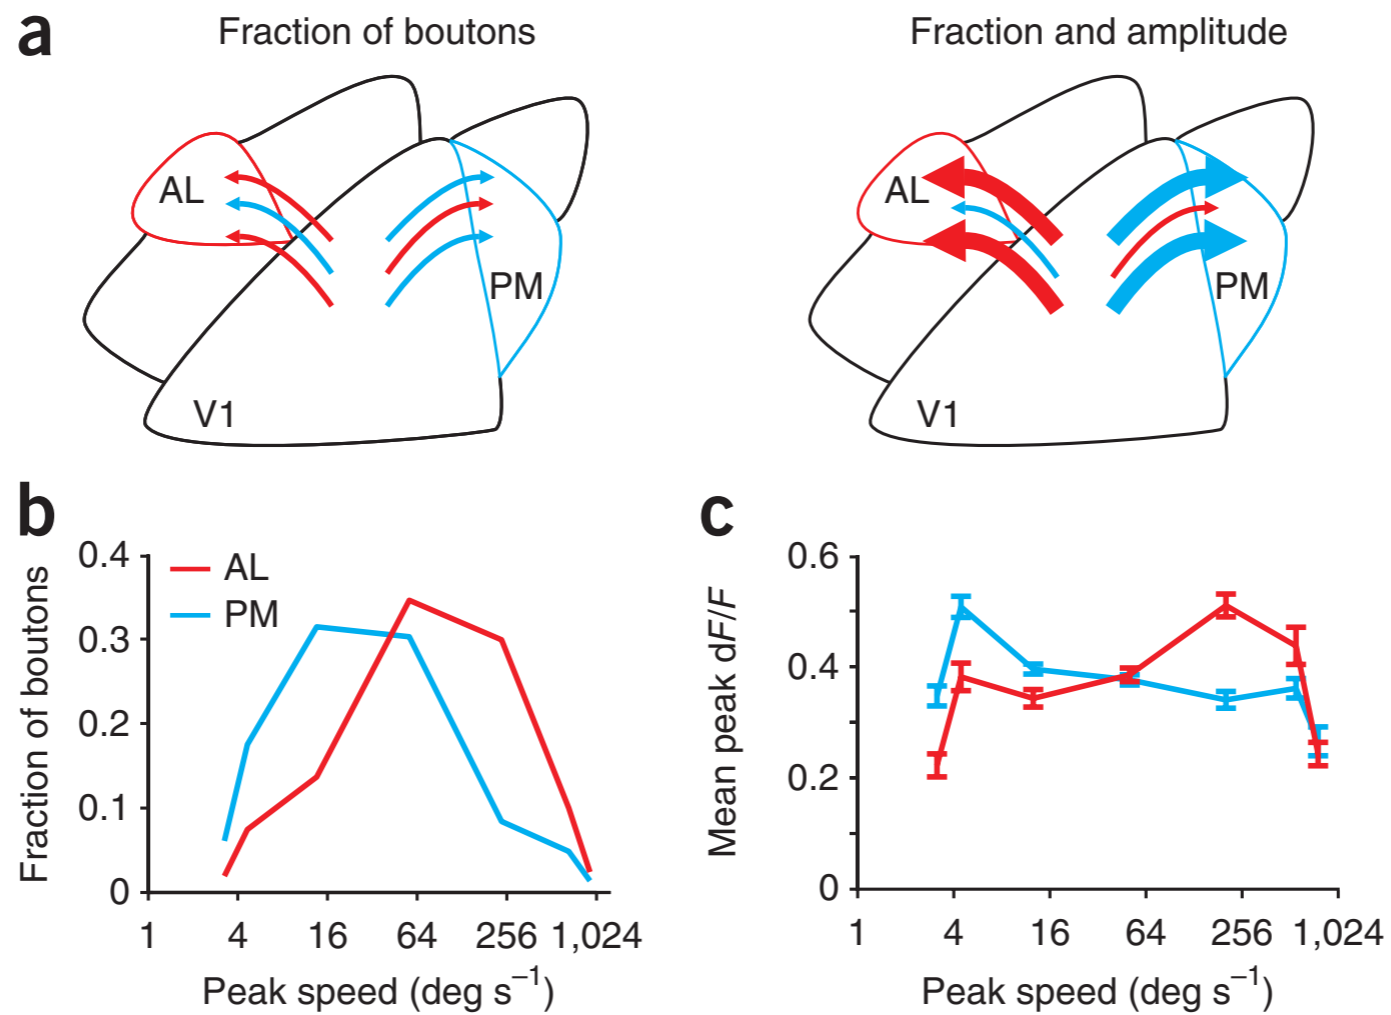 a
Fraction of boutons
Fraction and amplitude
AL
PM
V1
AL
PM
V1
b
Fraction of boutons
0.4
0.3
0.2
0.1
0
AL
PM
1 4 16 64 256 1,024
Peak speed (deg s⁻¹)
c
Mean peak dF/F
0.6
0.4
0.2
0
1 4 16 64 256 1,024
Peak speed (deg s⁻¹)